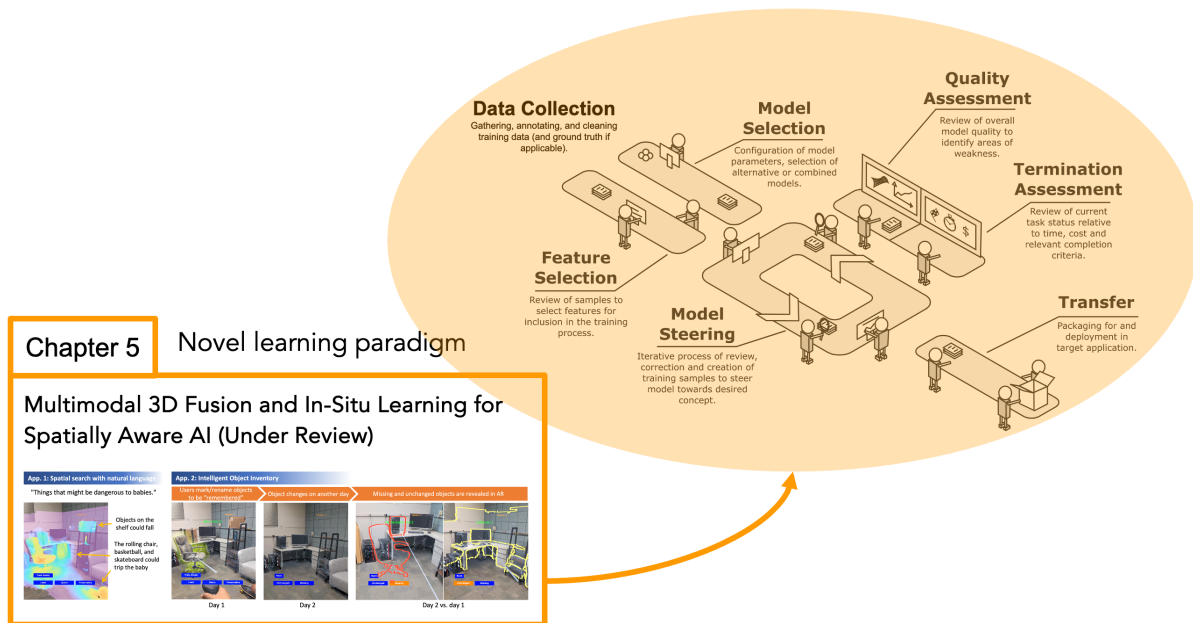 Data Collection
Gathering, annotating, and cleaning
training data (and ground truth if
applicable).
Model
Selection
Configuration of model
parameters, selection of
alternative or combined
models.
Quality
Assessment
Review of overall
model quality to
identify areas of
weakness.
Termination
Assessment
Review of current
task status relative
to time, cost and
relevant completion
criteria.
Feature
Selection
Review of samples to
select features for
inclusion in the training
process.
Model
Steering
Iterative process of review,
correction and creation of
training samples to steer
model towards desired
concept.
Transfer
Packaging for and
deployment in
target application.
Chapter 5
Novel learning paradigm
Multimodal 3D Fusion and In-Situ Learning for
Spatially Aware AI (Under Review)
App. 1: Spatial search with natural language
"Things that might be dangerous to babies."
Objects on the
shelf could fall
The rolling chair,
basketball, and
skateboard could
trip the baby
App. 2: Intelligent Object Inventory
Users mark/rename objects
to be "remembered"
Object changes on another day
Missing and unchanged objects are revealed in AR
Day 1
Day 2
Day 2 vs. day 1